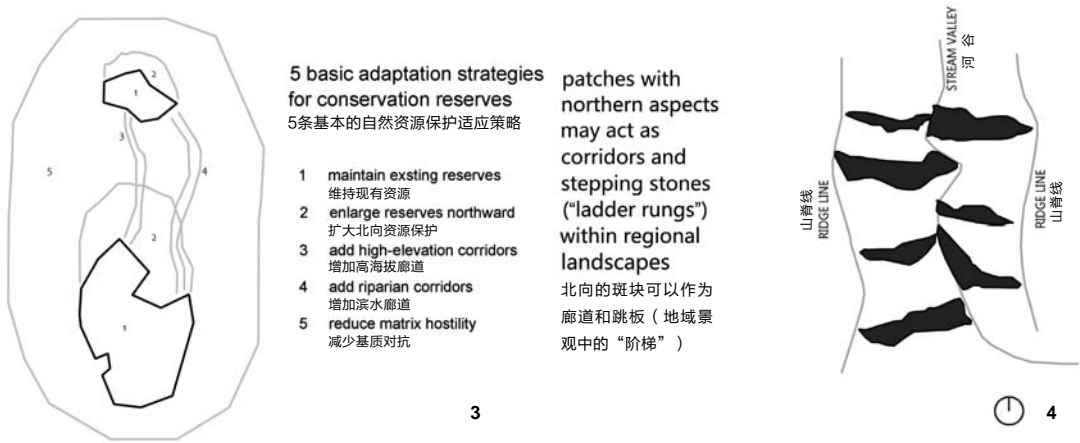 2
1
3
5
4
2
1
5 basic adaptation strategies
for conservation reserves
5条基本的自然资源保护适应策略
1 maintain exsting reserves
维持现有资源
2 enlarge reserves northward
扩大北向资源保护
3 add high-elevation corridors
增加高海拔廊道
4 add riparian corridors
增加滨水廊道
5 reduce matrix hostility
减少基质对抗
3
patches with
northern aspects
may act as
corridors and
stepping stones
(“ladder rungs”)
within regional
landscapes
北向的斑块可以作为
廊道和跳板（地域景
观中的“阶梯”）
STREAM VALLEY
河谷
山脊线
RIDGE LINE
RIDGE LINE
山脊线
4